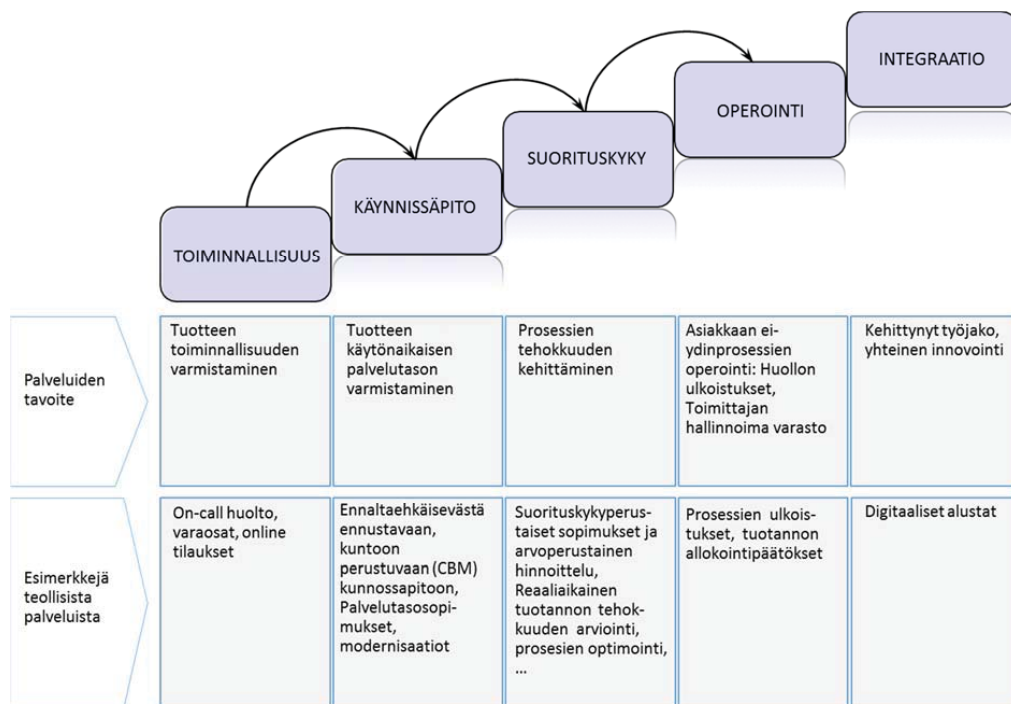 INTEGRAATIO
OPEROINTI
SUORITUSKYKY
KÄYNNISSÄPITO
TOIMINNALLISUUS
Palveluiden
tavoite
Tuotteen
toiminnallisuuden
varmistaminen
Tuotteen
käytönaikaisen
palvelutason
varmistaminen
Prosessien
tehokkuuden
kehittäminen
Asiakkaan ei-
ydinprosessien
operointi: Huollon
ulkoistukset,
Toimittajan
hallinnoima varasto
Kehittynyt työjako,
yhteinen innovointi
Esimerkkejä
teollisista
palveluista
On-call huolto,
varaosat, online
tilaukset
Ennaltaehkäisevästä
ennustavaan,
kuntoon
perustuvaan (CBM)
kunnossapitoon,
Palvelutasosopi-
mukset,
modernisaatiot
Suorituskykyperus-
taiset sopimukset ja
arvoperustainen
hinnoittelu,
Reaaliaikainen
tuotannon tehok-
kuuden arviointi,
prosesien optimointi,
...
Prosessien ulkois-
tukset, tuotannon
allokointipäätökset
Digitaaliset alustat